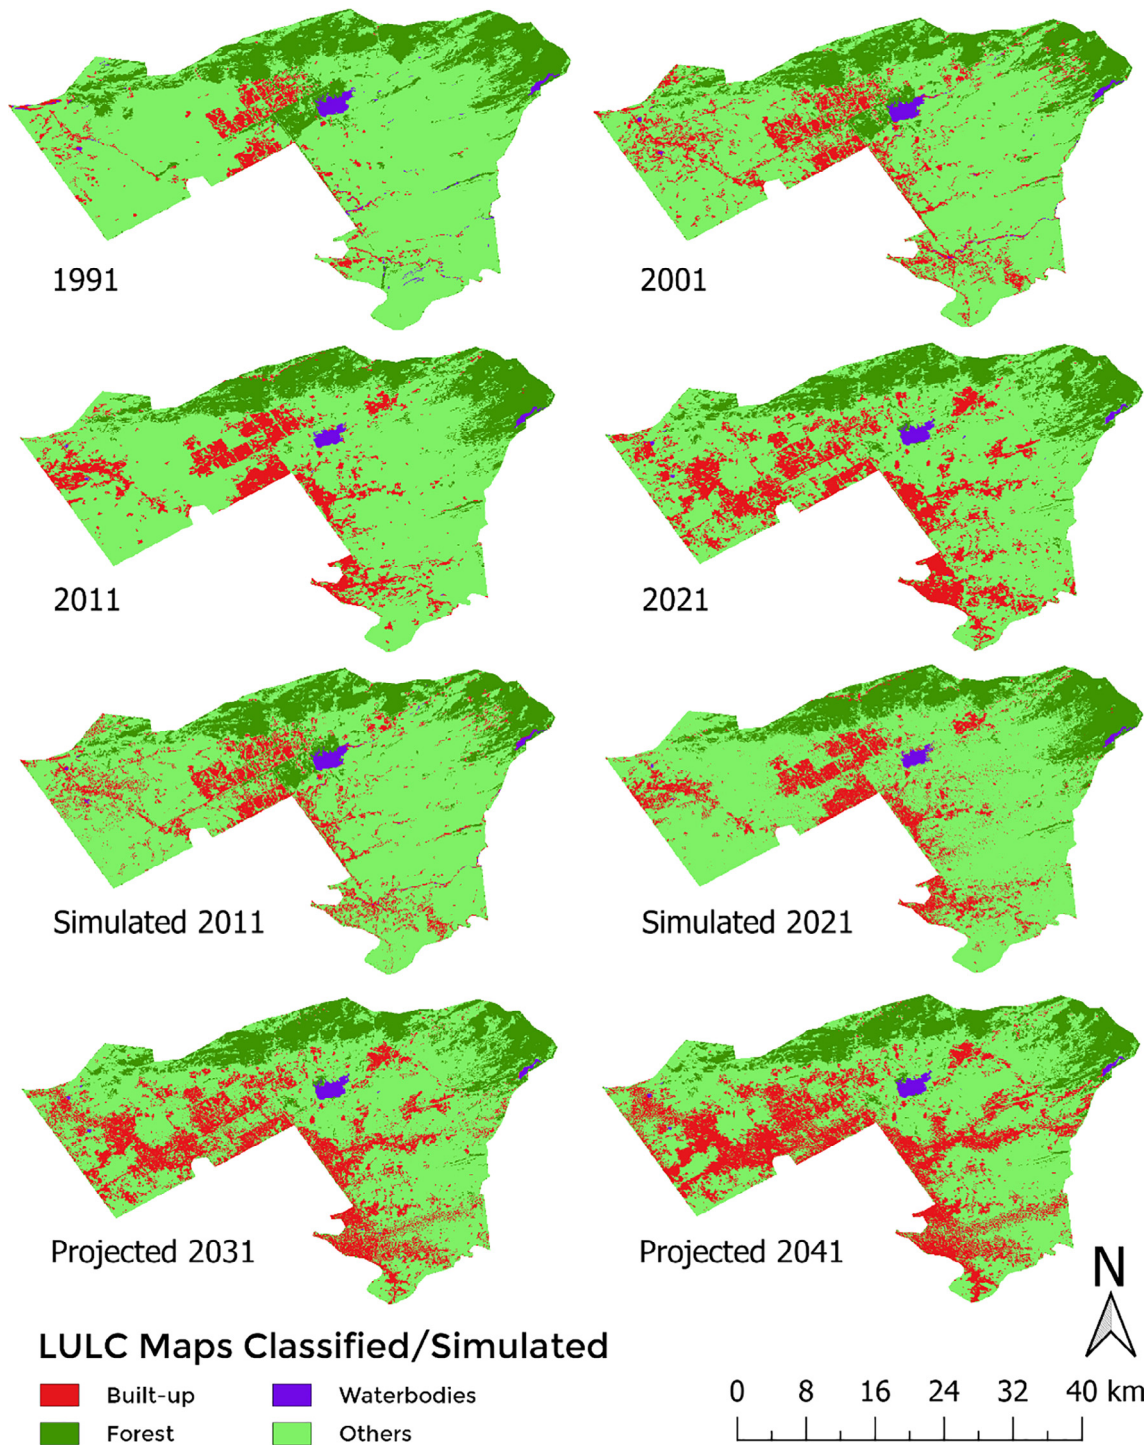 1991
2001
2011
2021
Simulated 2011
Simulated 2021
Projected 2031
Projected 2041
N
LULC Maps Classified/Simulated
Built-up
Waterbodies
Forest
Others
0 8 16 24 32 40 km